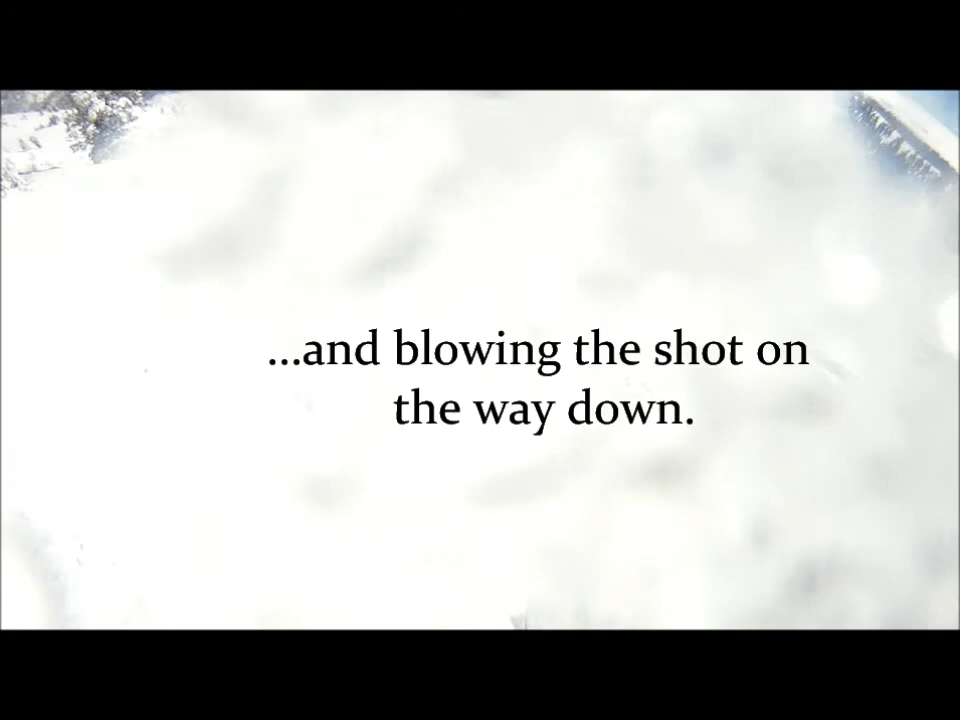 ...and blowing the shot on
the way down.